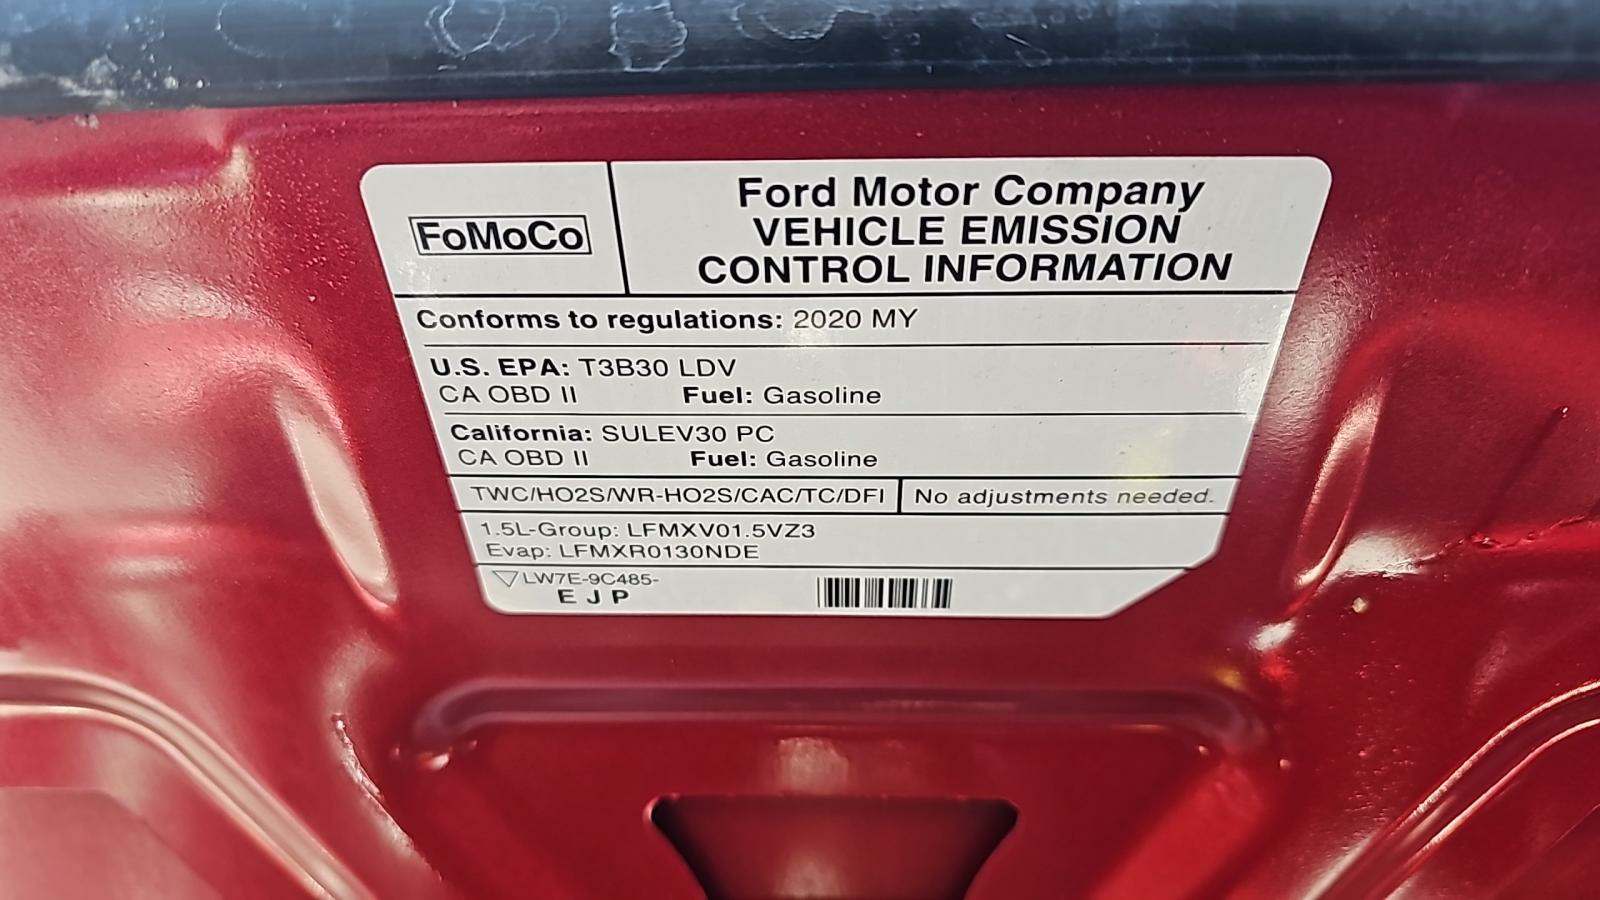 FoMoCo
Ford Motor Company
VEHICLE EMISSION
CONTROL INFORMATION
Conforms to regulations: 2020 MY
U.S. EPA: T3B30 LDV
CA OBD II Fuel: Gasoline
California: SULEV30 PC
CA OBD II Fuel: Gasoline
TWC/HO2S/WR-HO2S/CAC/TC/DFI No adjustments needed.
1.5L-Group: LFMXV01.5VZ3
Evap: LFMXR0130NDE
LW7E-9C485-
E J P